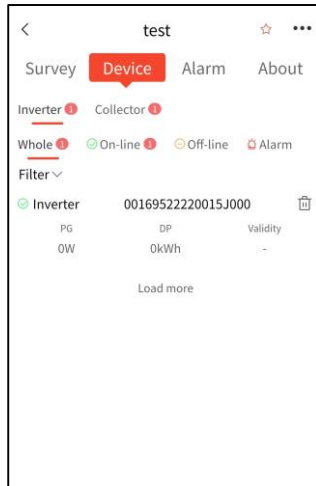 test
Survey Device Alarm About
Inverter 1 Collector 1
Whole 1 On-line 1 Off-line Alarm
Filter
Inverter 00169522220015J000
PG DP Validity
0W 0kWh -
Load more